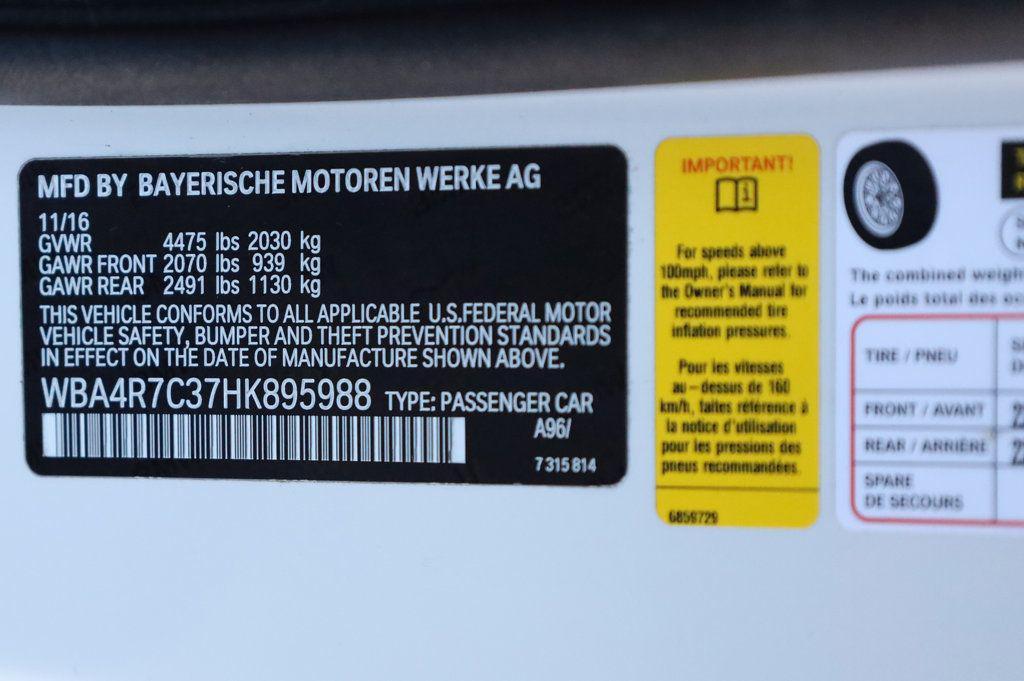 MFD BY BAYERISCHE MOTOREN WERKE AG
11/16
GVWR 4475 lbs 2030 kg
GAWR FRONT 2070 lbs 939 kg
GAWR REAR 2491 lbs 1130 kg
THIS VEHICLE CONFORMS TO ALL APPLICABLE U.S.FEDERAL MOTOR
VEHICLE SAFETY, BUMPER AND THEFT PREVENTION STANDARDS
IN EFFECT ON THE DATE OF MANUFACTURE SHOWN ABOVE.
WBA4R7C37HK895988 TYPE: PASSENGER CAR
A96/
7315814
IMPORTANT!
For speeds above
100mph, please refer to
the Owner's Manual for
recommended tire
inflation pressures.
Pour les vitesses
au-dessus de 160
km/h, faites référence à
la notice d'utilisation
pour les pressions des
pneus recommandées.
6859729
The combined
Le poids total des
TIRE / PNEU
FRONT / AVANT
REAR / ARRIÈRE
SPARE
DE SECOURS